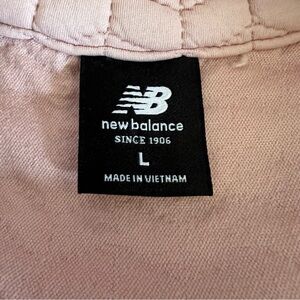 NB
new balance
SINCE 1906
L
MADE IN VIETNAM